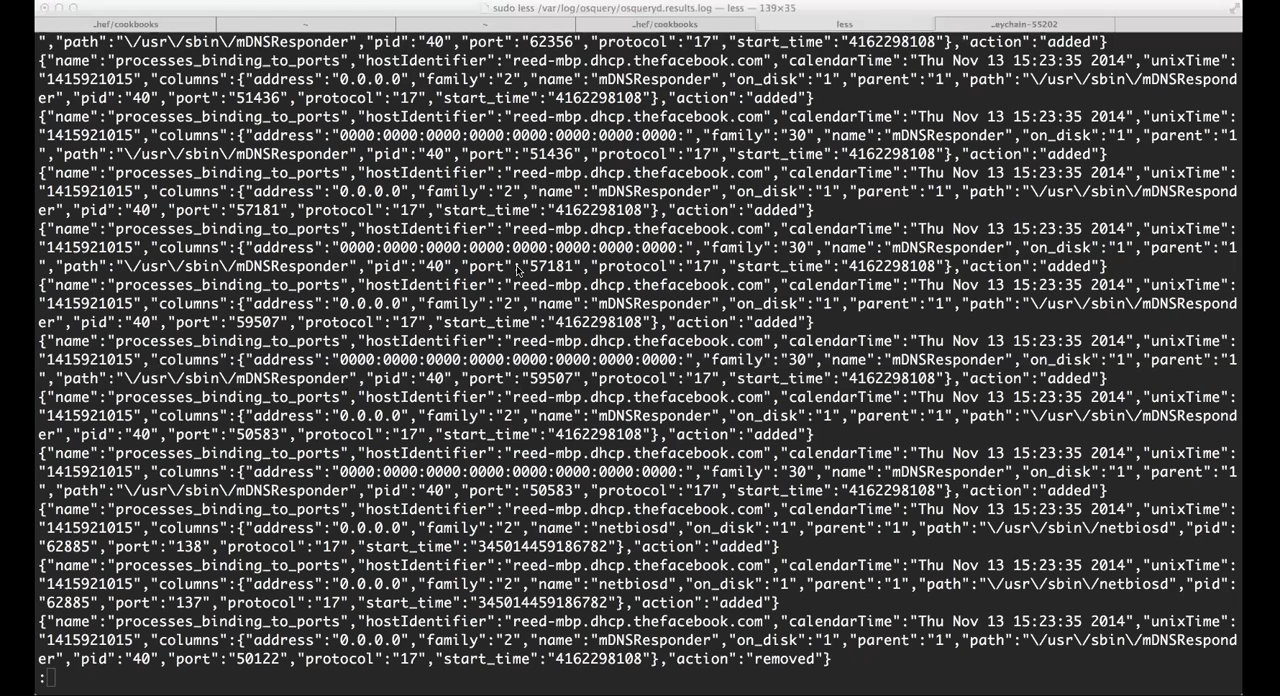 sudo less /var/log/osquery/osqueryd.results.log — less — 139×35
..hef/cookbooks ~ ~ ..hef/cookbooks less ..eychain-55202
","path":"\/usr\/sbin\/mDNSResponder","pid":"40","port":"62356","protocol":"17","start_time":"4162298108"},"action":"added"}
{"name":"processes_binding_to_ports","hostIdentifier":"reed-mbp.dhcp.thefacebook.com","calendarTime":"Thu Nov 13 15:23:35 2014","unixTime":
"1415921015","columns":{"address":"0.0.0.0","family":"2","name":"mDNSResponder","on_disk":"1","parent":"1","path":"\/usr\/sbin\/mDNSRespond
er","pid":"40","port":"51436","protocol":"17","start_time":"4162298108"},"action":"added"}
{"name":"processes_binding_to_ports","hostIdentifier":"reed-mbp.dhcp.thefacebook.com","calendarTime":"Thu Nov 13 15:23:35 2014","unixTime":
"1415921015","columns":{"address":"0000:0000:0000:0000:0000:0000:0000:0000:","family":"30","name":"mDNSResponder","on_disk":"1","parent":"1
","path":"\/usr\/sbin\/mDNSResponder","pid":"40","port":"51436","protocol":"17","start_time":"4162298108"},"action":"added"}
{"name":"processes_binding_to_ports","hostIdentifier":"reed-mbp.dhcp.thefacebook.com","calendarTime":"Thu Nov 13 15:23:35 2014","unixTime":
"1415921015","columns":{"address":"0.0.0.0","family":"2","name":"mDNSResponder","on_disk":"1","parent":"1","path":"\/usr\/sbin\/mDNSRespond
er","pid":"40","port":"57181","protocol":"17","start_time":"4162298108"},"action":"added"}
{"name":"processes_binding_to_ports","hostIdentifier":"reed-mbp.dhcp.thefacebook.com","calendarTime":"Thu Nov 13 15:23:35 2014","unixTime":
"1415921015","columns":{"address":"0000:0000:0000:0000:0000:0000:0000:0000:","family":"30","name":"mDNSResponder","on_disk":"1","parent":"1
","path":"\/usr\/sbin\/mDNSResponder","pid":"40","port":"57181","protocol":"17","start_time":"4162298108"},"action":"added"}
{"name":"processes_binding_to_ports","hostIdentifier":"reed-mbp.dhcp.thefacebook.com","calendarTime":"Thu Nov 13 15:23:35 2014","unixTime":
"1415921015","columns":{"address":"0.0.0.0","family":"2","name":"mDNSResponder","on_disk":"1","parent":"1","path":"\/usr\/sbin\/mDNSRespond
er","pid":"40","port":"59507","protocol":"17","start_time":"4162298108"},"action":"added"}
{"name":"processes_binding_to_ports","hostIdentifier":"reed-mbp.dhcp.thefacebook.com","calendarTime":"Thu Nov 13 15:23:35 2014","unixTime":
"1415921015","columns":{"address":"0000:0000:0000:0000:0000:0000:0000:0000:","family":"30","name":"mDNSResponder","on_disk":"1","parent":"1
","path":"\/usr\/sbin\/mDNSResponder","pid":"40","port":"59507","protocol":"17","start_time":"4162298108"},"action":"added"}
{"name":"processes_binding_to_ports","hostIdentifier":"reed-mbp.dhcp.thefacebook.com","calendarTime":"Thu Nov 13 15:23:35 2014","unixTime":
"1415921015","columns":{"address":"0.0.0.0","family":"2","name":"mDNSResponder","on_disk":"1","parent":"1","path":"\/usr\/sbin\/mDNSRespond
er","pid":"40","port":"50583","protocol":"17","start_time":"4162298108"},"action":"added"}
{"name":"processes_binding_to_ports","hostIdentifier":"reed-mbp.dhcp.thefacebook.com","calendarTime":"Thu Nov 13 15:23:35 2014","unixTime":
"1415921015","columns":{"address":"0000:0000:0000:0000:0000:0000:0000:0000:","family":"30","name":"mDNSResponder","on_disk":"1","parent":"1
","path":"\/usr\/sbin\/mDNSResponder","pid":"40","port":"50583","protocol":"17","start_time":"4162298108"},"action":"added"}
{"name":"processes_binding_to_ports","hostIdentifier":"reed-mbp.dhcp.thefacebook.com","calendarTime":"Thu Nov 13 15:23:35 2014","unixTime":
"1415921015","columns":{"address":"0.0.0.0","family":"2","name":"netbiosd","on_disk":"1","parent":"1","path":"\/usr\/sbin\/netbiosd","pid":
"62885","port":"138","protocol":"17","start_time":"345014459186782"},"action":"added"}
{"name":"processes_binding_to_ports","hostIdentifier":"reed-mbp.dhcp.thefacebook.com","calendarTime":"Thu Nov 13 15:23:35 2014","unixTime":
"1415921015","columns":{"address":"0.0.0.0","family":"2","name":"netbiosd","on_disk":"1","parent":"1","path":"\/usr\/sbin\/netbiosd","pid":
"62885","port":"137","protocol":"17","start_time":"345014459186782"},"action":"added"}
{"name":"processes_binding_to_ports","hostIdentifier":"reed-mbp.dhcp.thefacebook.com","calendarTime":"Thu Nov 13 15:23:35 2014","unixTime":
"1415921015","columns":{"address":"0.0.0.0","family":"2","name":"mDNSResponder","on_disk":"1","parent":"1","path":"\/usr\/sbin\/mDNSRespond
er","pid":"40","port":"50122","protocol":"17","start_time":"4162298108"},"action":"removed"}
: